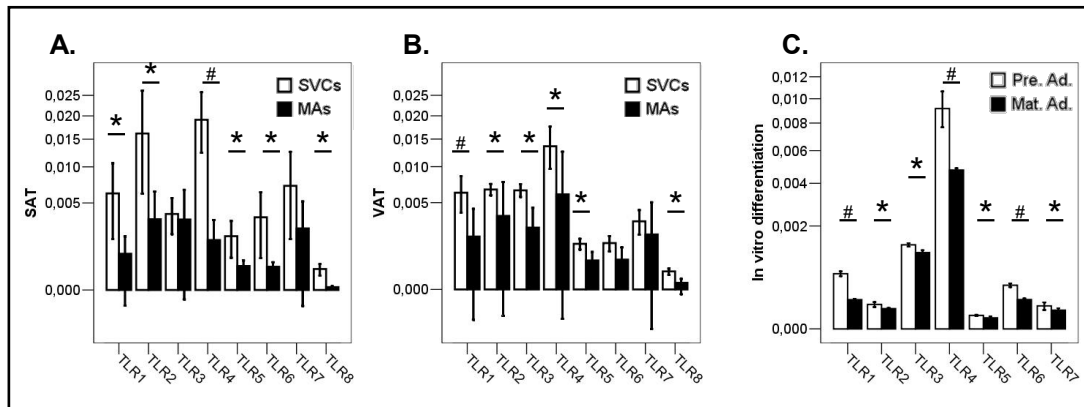 A.
SAT
0,025
0,020
0,015
0,010
0,005
0,000
SVCs
MAs
*
*
#
*
*
*
TLR1
TLR2
TLR3
TLR4
TLR5
TLR6
TLR7
TLR8
B.
VAT
0,025
0,020
0,015
0,010
0,005
0,000
SVCs
MAs
#
*
*
*
*
*
TLR1
TLR2
TLR3
TLR4
TLR5
TLR6
TLR7
TLR8
C.
In vitro differentiation
0,012
0,010
0,008
0,006
0,004
0,002
0,000
Pre. Ad.
Mat. Ad.
#
*
*
#
*
#
*
TLR1
TLR2
TLR3
TLR4
TLR5
TLR6
TLR7